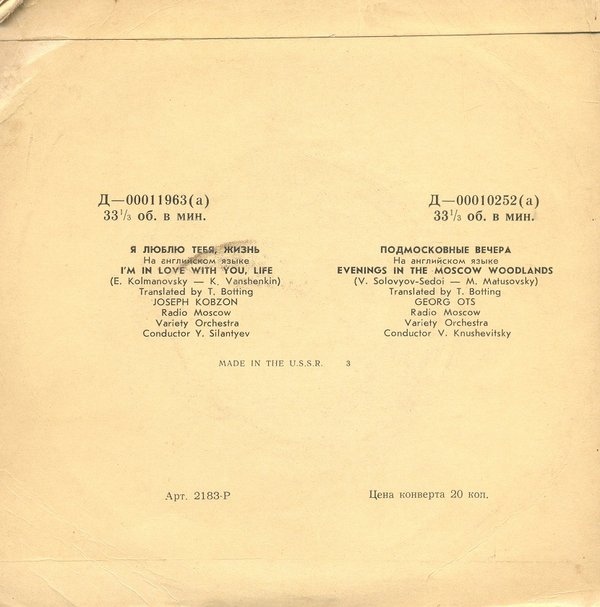 Д—00011963(а)
33⅓ об. в мин.
Я ЛЮБЛЮ ТЕБЯ, ЖИЗНЬ
На английском языке
I'M IN LOVE WITH YOU, LIFE
(E. Kolmanovsky — K. Vanshenkin)
Translated by T. Botting
JOSEPH KOBZON
Radio Moscow
Variety Orchestra
Conductor Y. Silantyev
Д—00010252(а)
33⅓ об. в мин.
ПОДМОСКОВНЫЕ ВЕЧЕРА
На английском языке
EVENINGS IN THE MOSCOW WOODLANDS
(V. Solovyov-Sedoi — M. Matusovsky)
Translated by T. Botting
GEORG OTS
Radio Moscow
Variety Orchestra
Conductor V. Knushevitsky
MADE IN THE U.S.S.R. 3
Арт. 2183-Р
Цена конверта 20 коп.